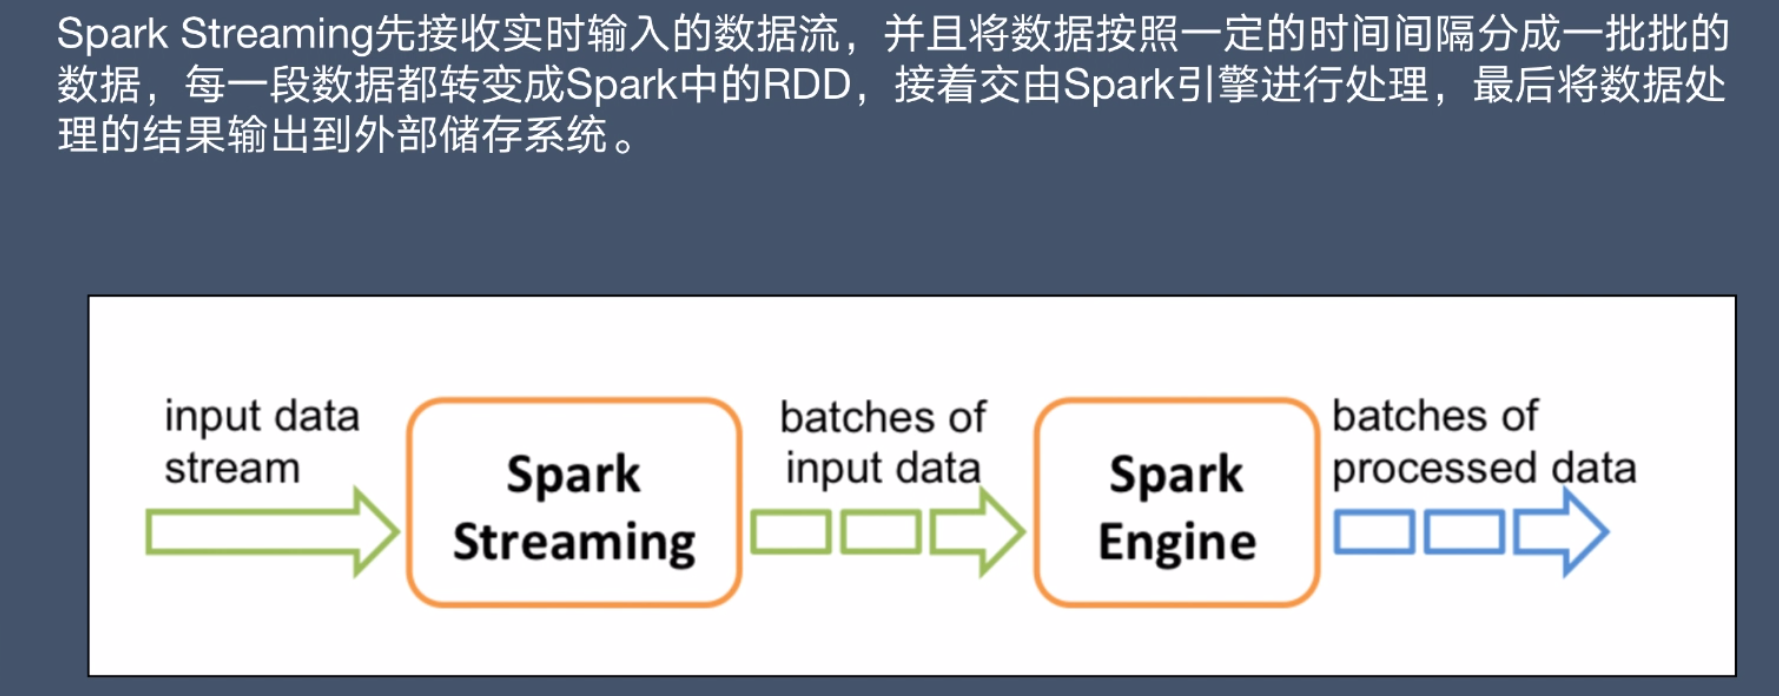 Spark Streaming先接收实时输入的数据流，并且将数据按照一定的时间间隔分成一批批的
数据，每一段数据都转变成Spark中的RDD，接着交由Spark引擎进行处理，最后将数据处
理的结果输出到外部储存系统。
input data
stream
Spark
Streaming
batches of
input data
Spark
Engine
batches of
processed data